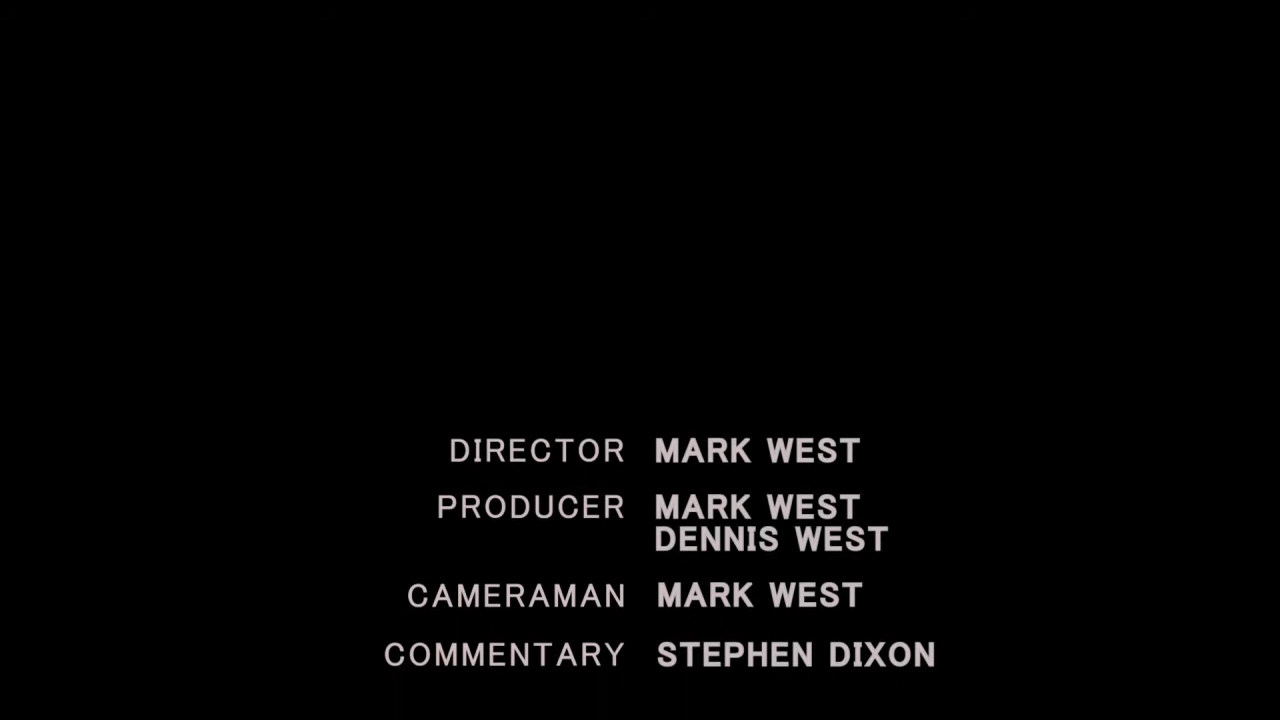 DIRECTOR MARK WEST
PRODUCER MARK WEST
DENNIS WEST
CAMERAMAN MARK WEST
COMMENTARY STEPHEN DIXON